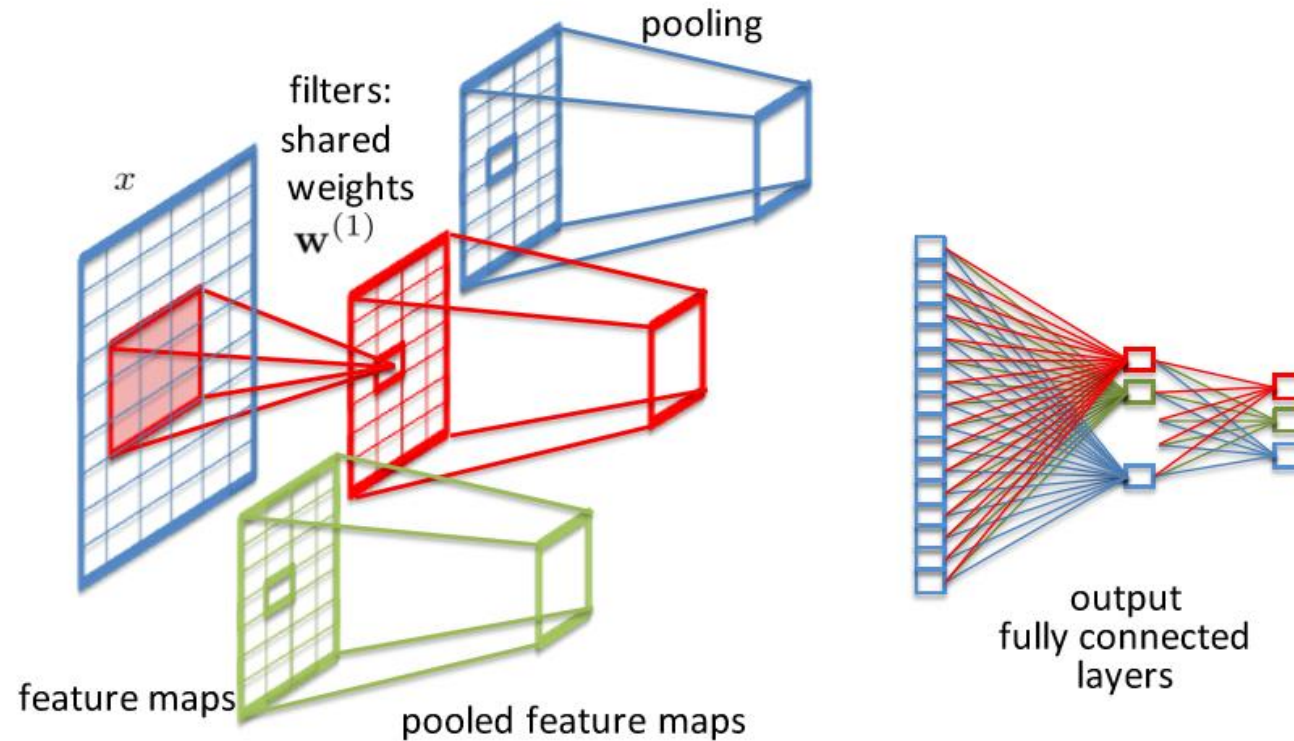 pooling
filters:
shared
weights
w^{(1)}
x
feature maps
pooled feature maps
output
fully connected
layers